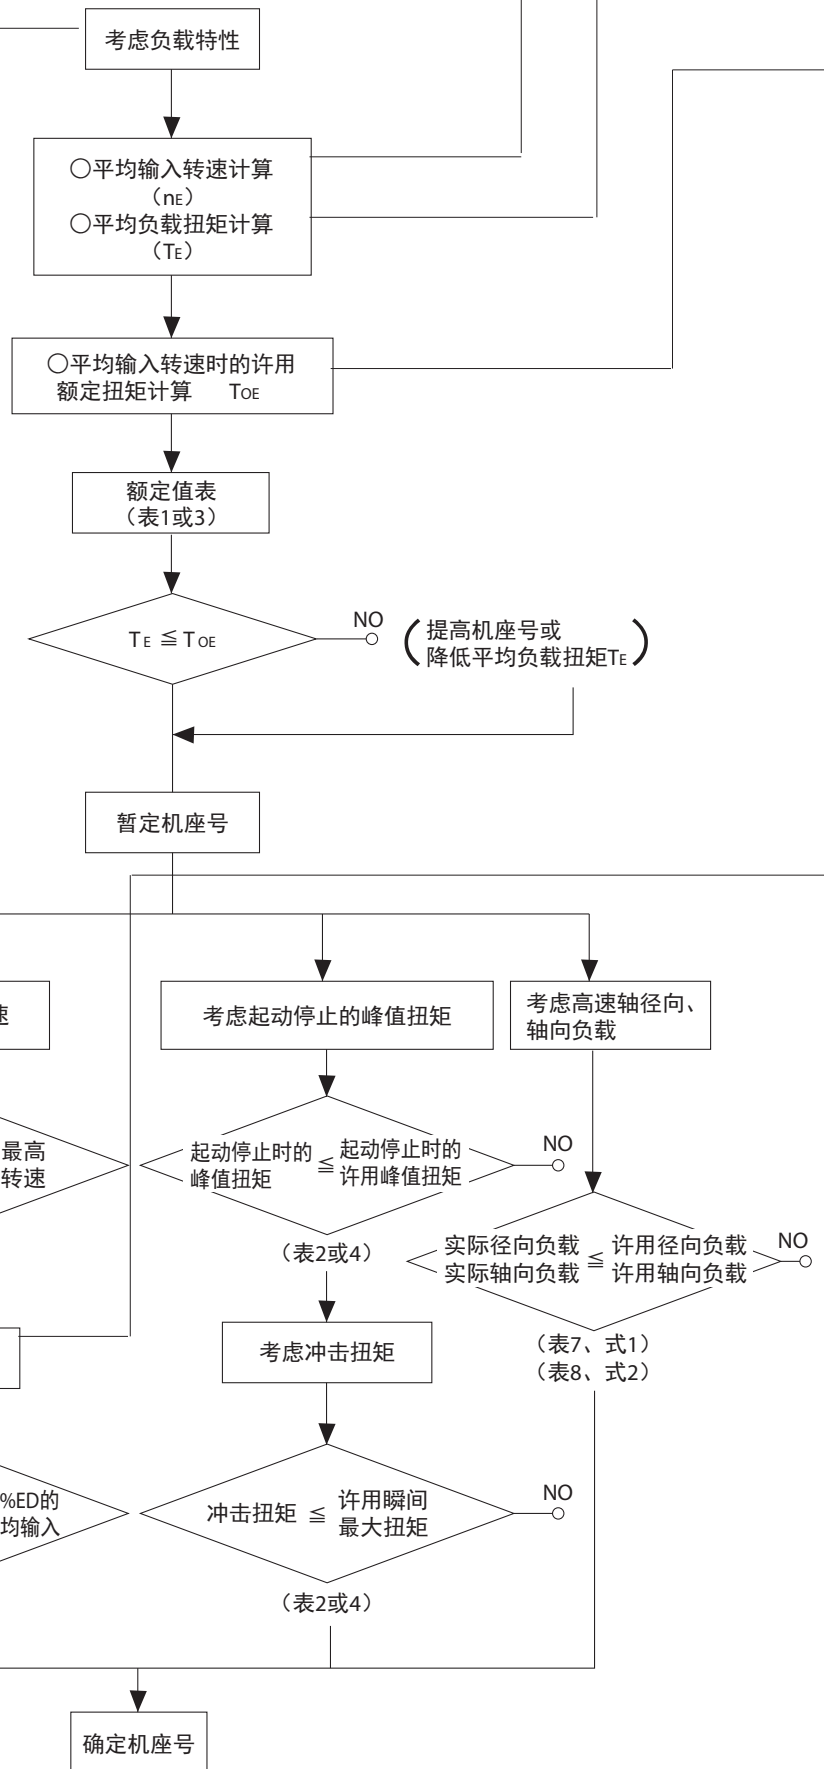 考虑负载特性
○平均输入转速计算
（nE）
○平均负载扭矩计算
（TE）
○平均输入转速时的许用
额定扭矩计算 TOE
额定值表
（表1或3）
TE ≦ TOE
NO
提高机座号或
降低平均负载扭矩TE
暂定机座号
速
考虑起动停止的峰值扭矩
考虑高速轴径向、
轴向负载
最高
转速
起动停止时的
峰值扭矩
≦
起动停止时的
许用峰值扭矩
NO
（表2或4）
实际径向负载
实际轴向负载
≦
许用径向负载
许用轴向负载
NO
（表7、式1）
（表8、式2）
考虑冲击扭矩
%ED的
均输入
冲击扭矩 ≦
许用瞬间
最大扭矩
NO
（表2或4）
确定机座号